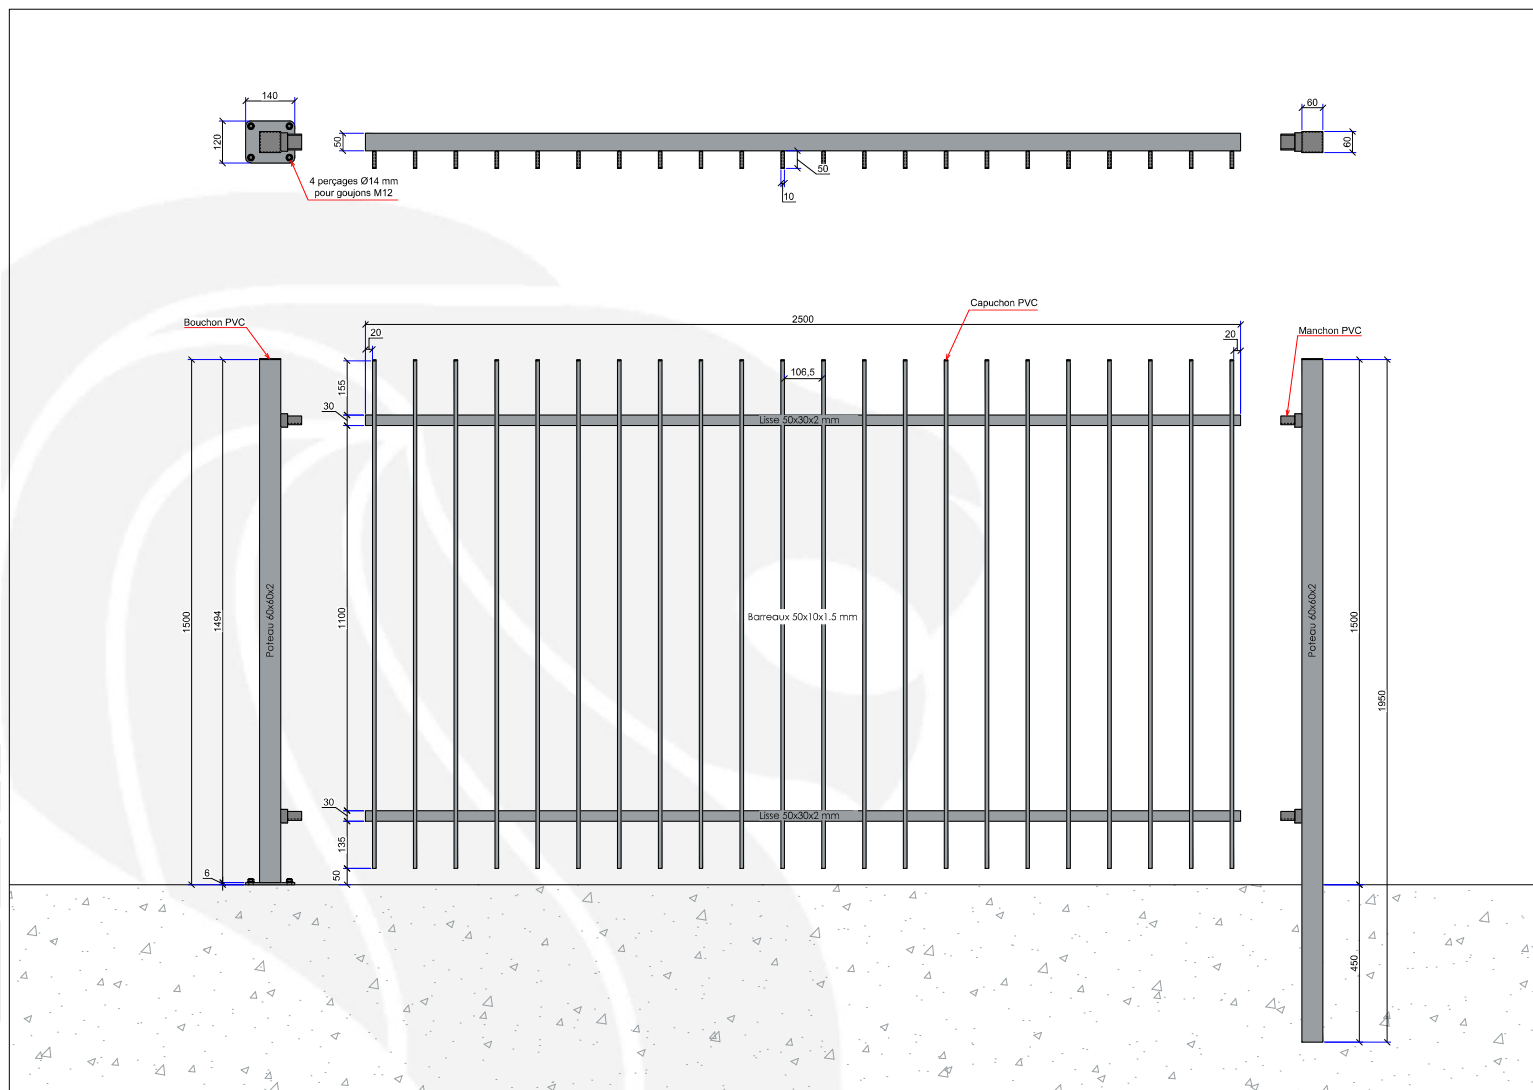 140
120
4 perçages Ø14 mm
pour goujons M12
50
50
10
60
60
Bouchon PVC
2500
Capuchon PVC
Manchon PVC
20
20
155
30
106,5
Lisse 50x30x2 mm
1500
1494
Poteau 60x60x2
1100
Barreaux 50x10x1.5 mm
Poteau 60x60x2
1500
1950
30
Lisse 50x30x2 mm
135
50
6
450